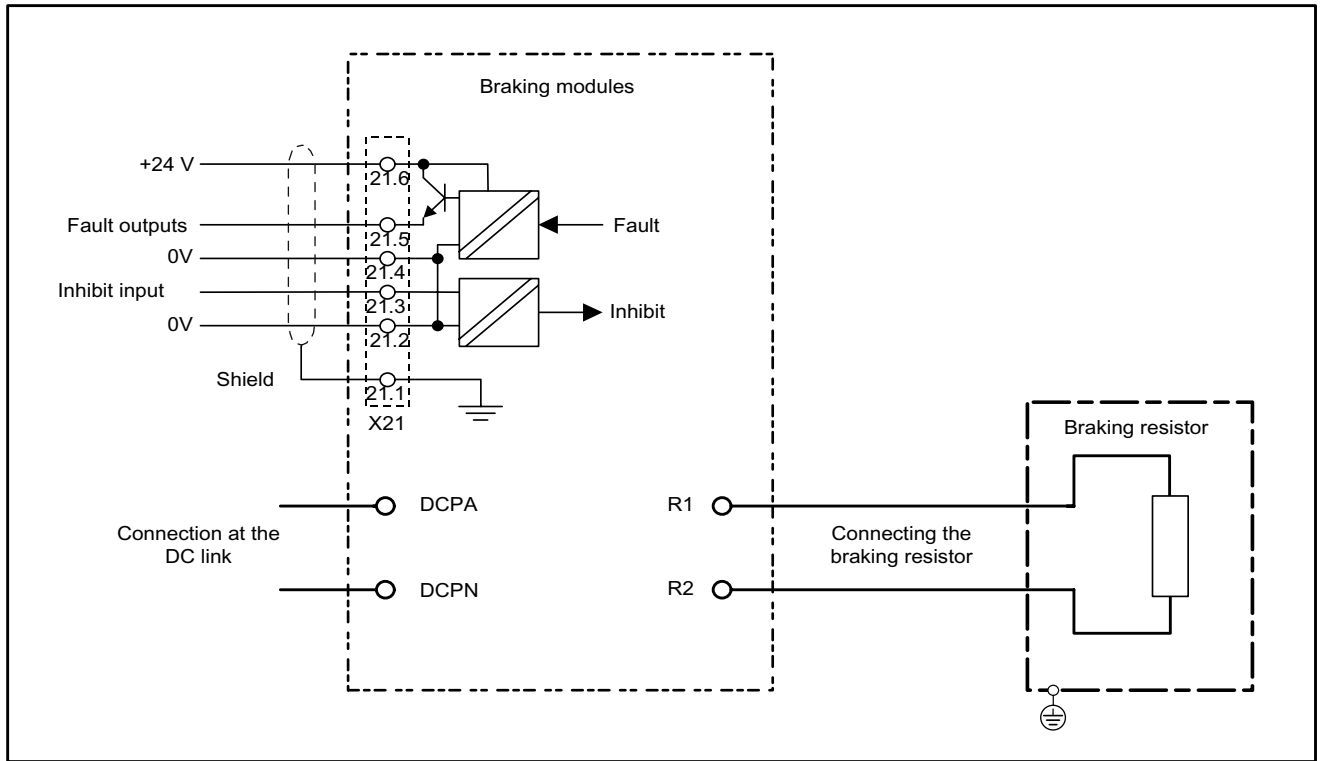 Braking modules
+24 V
21.6
Fault outputs
21.5
Fault
0V
21.4
Inhibit input
21.3
Inhibit
0V
21.2
Shield
21.1
X21
Braking resistor
DCPA
R1
Connection at the
DC link
Connecting the
braking resistor
DCPN
R2